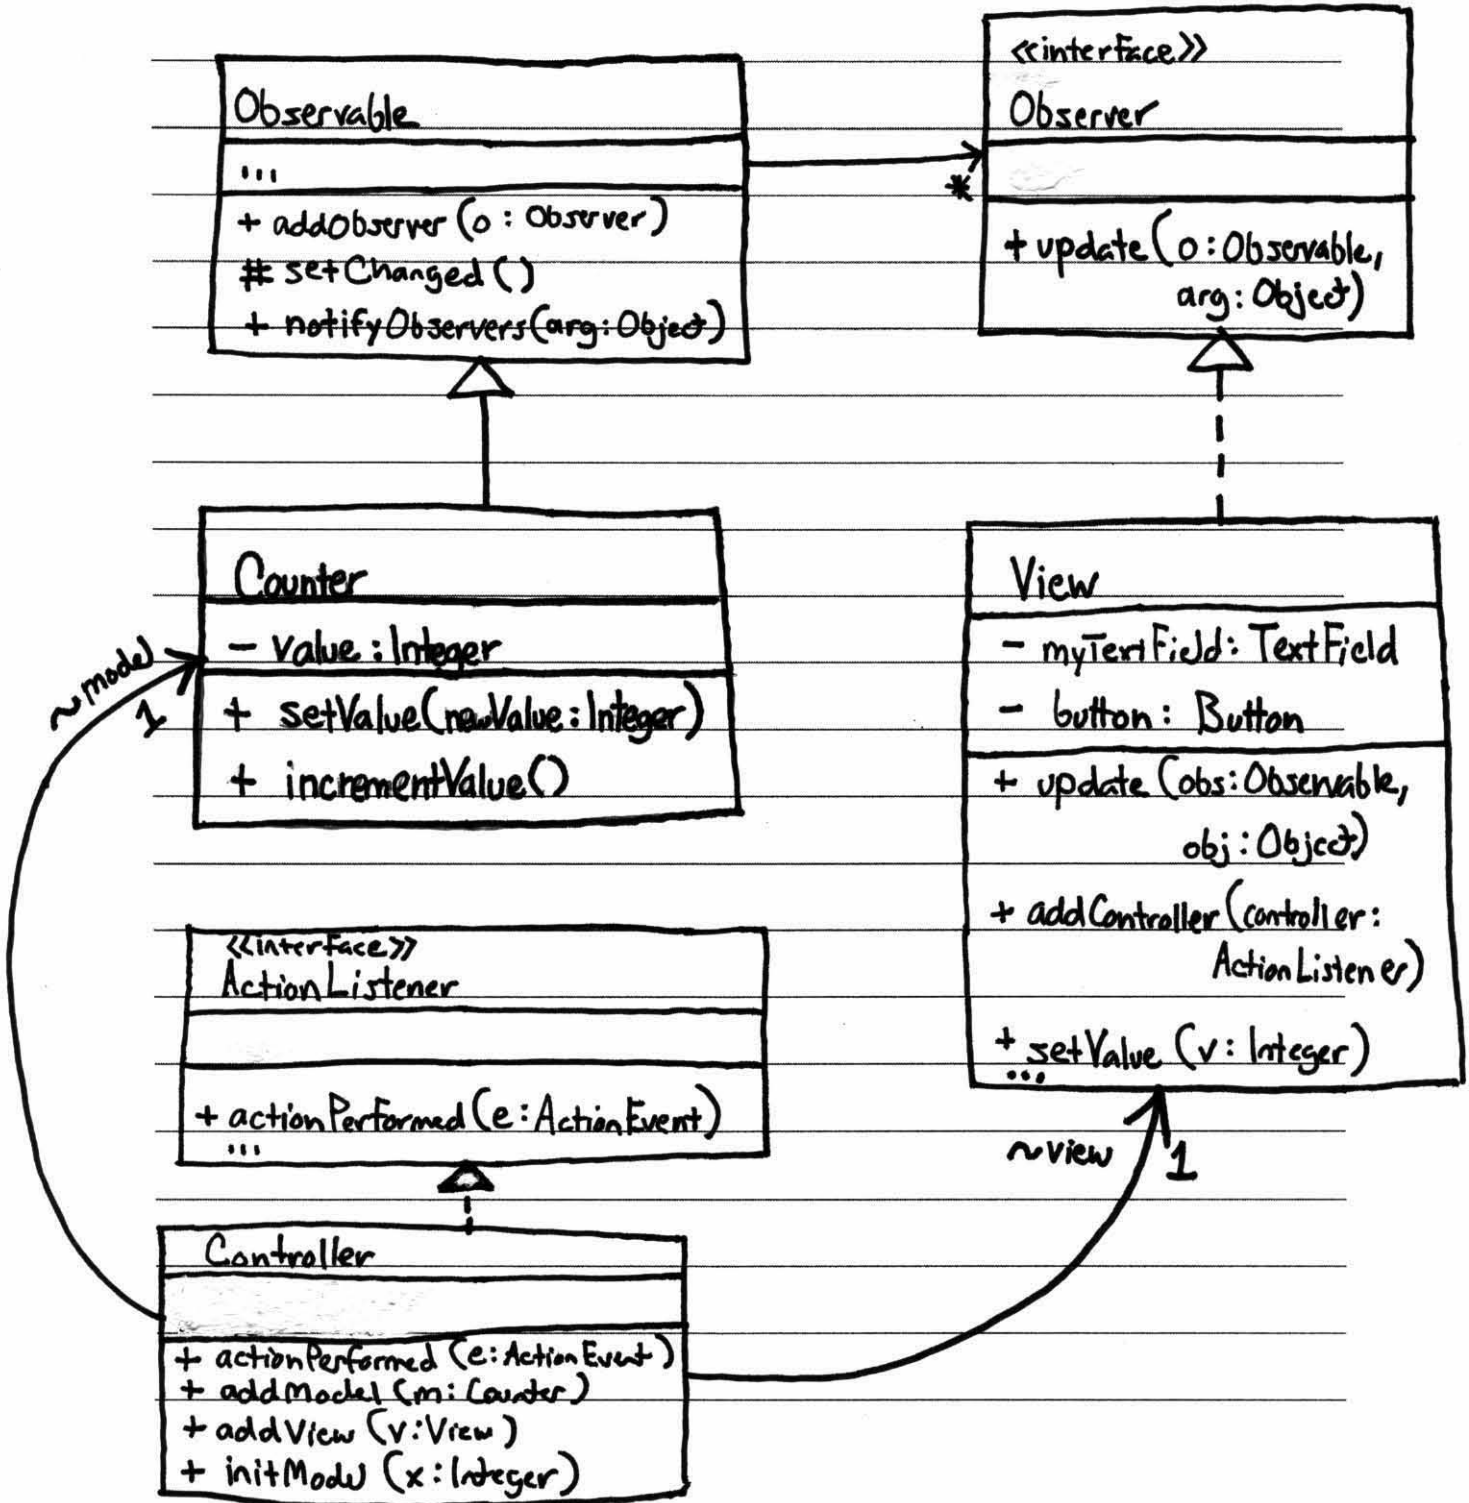 Observable
...
+ addObserver (o : Observer)
# setChanged ()
+ notifyObservers(arg:Object)
<<interface>>
Observer
*
+ update (o:Observable,
arg:Object)
Counter
- value : Integer
+ setValue(newValue:Integer)
+ incrementValue()
~model
1
View
- myTextField: TextField
- button: Button
+ update (obs:Observable,
obj:Object)
+ addController (controller:
ActionListener)
+ setValue (v: Integer)
...
<<interface>>
ActionListener
+ actionPerformed (e:ActionEvent)
...
~view
1
Controller
+ actionPerformed (e:ActionEvent)
+ addModel (m: Counter)
+ addView (v:View)
+ initModel (x:Integer)